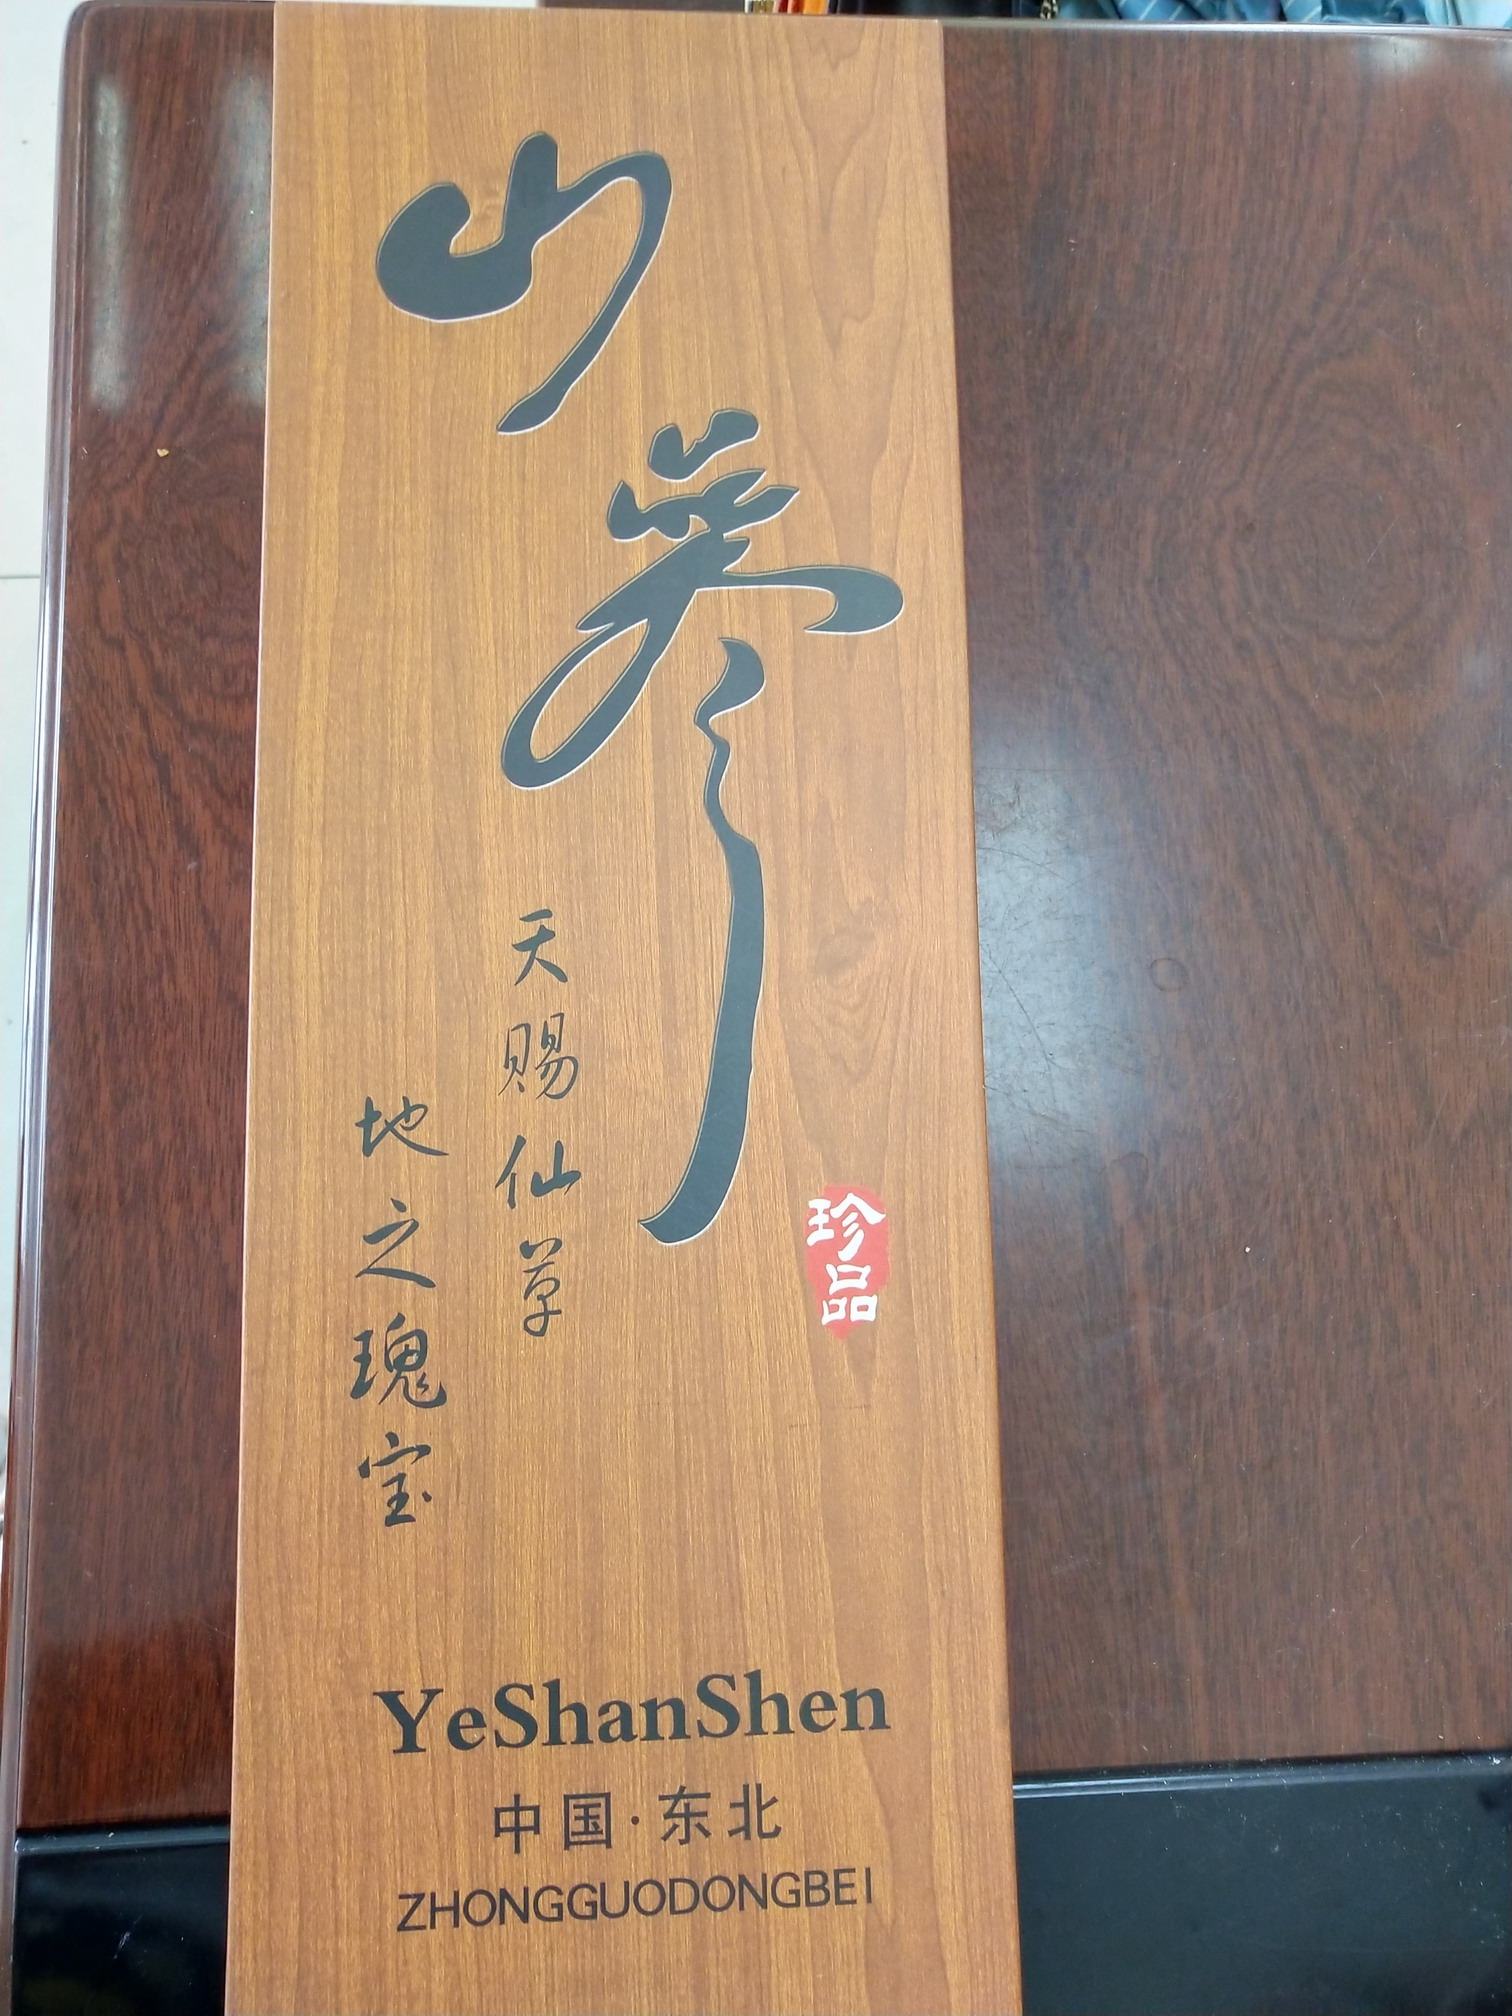 山参
天赐仙草
地之瑰宝
珍品
YeShanShen
中国·东北
ZHONGGUODONGBEI